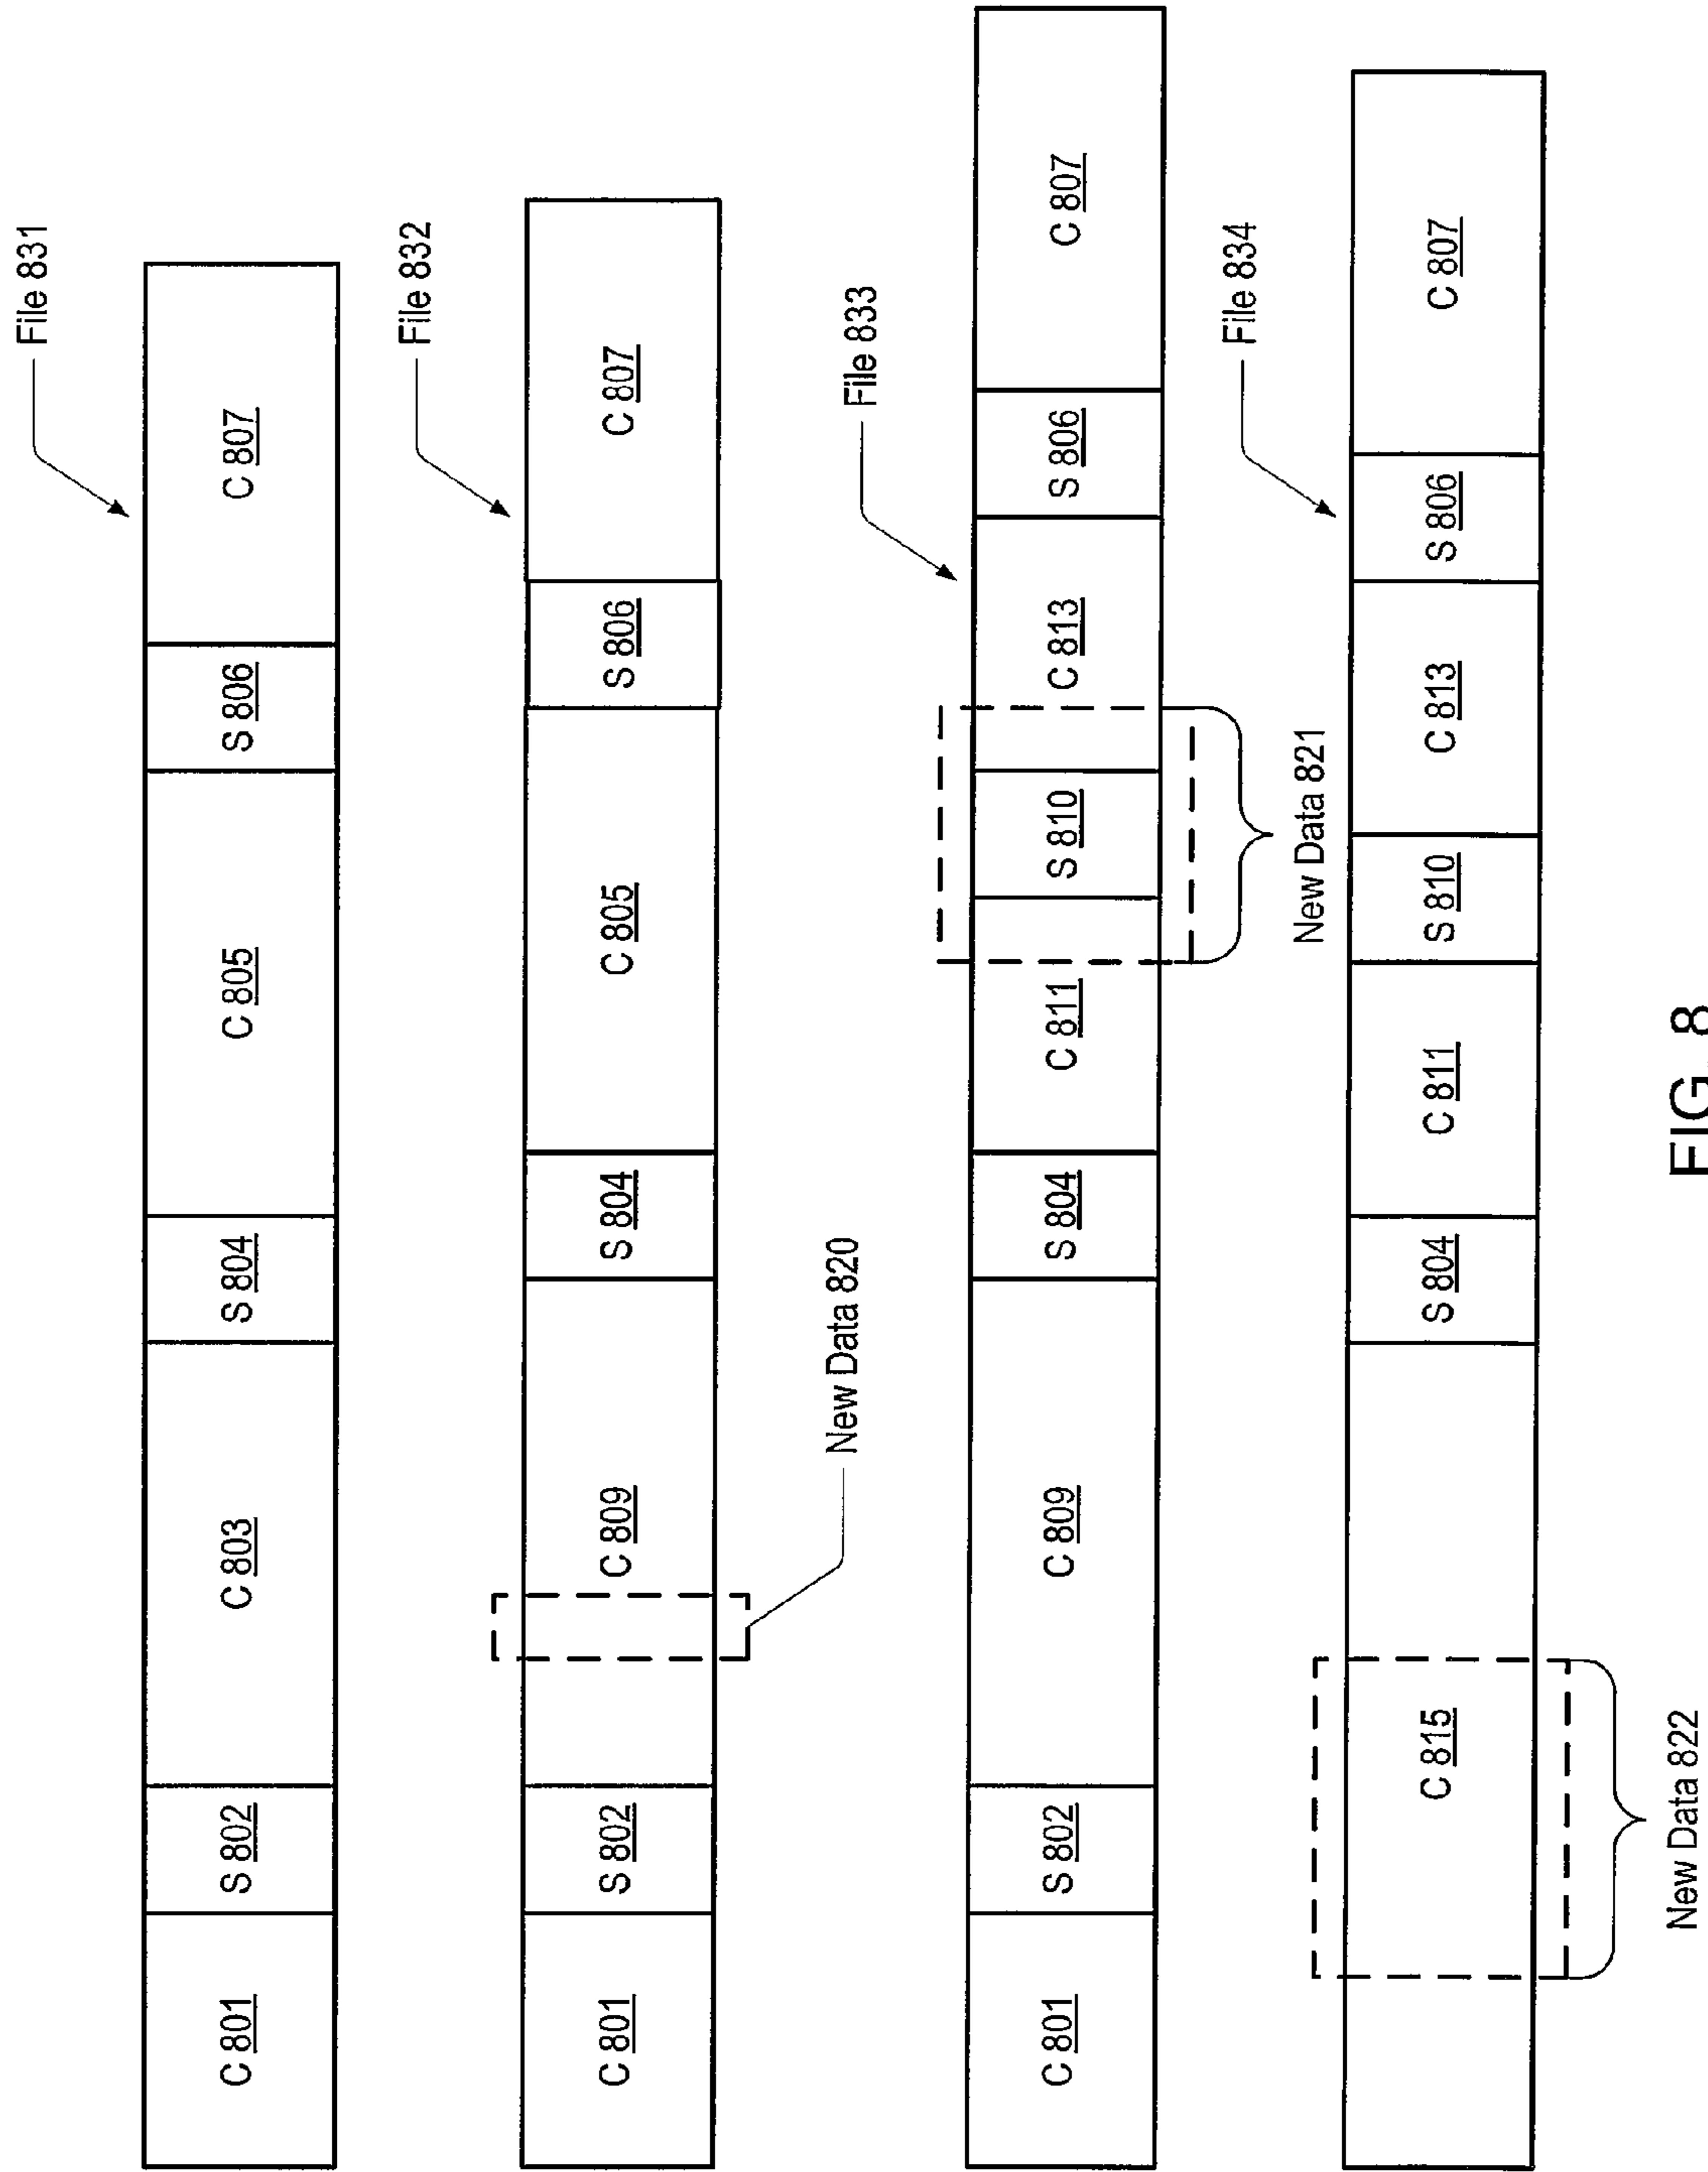 File 831
C 801
S 802
C 803
S 804
C 805
S 806
C 807
File 832
C 801
S 802
C 809
S 804
C 805
S 806
C 807
New Data 820
File 833
C 801
S 802
C 809
S 804
C 811
S 810
C 813
S 806
C 807
New Data 821
File 834
C 815
S 804
C 811
S 810
C 813
S 806
C 807
New Data 822
FIG. 8